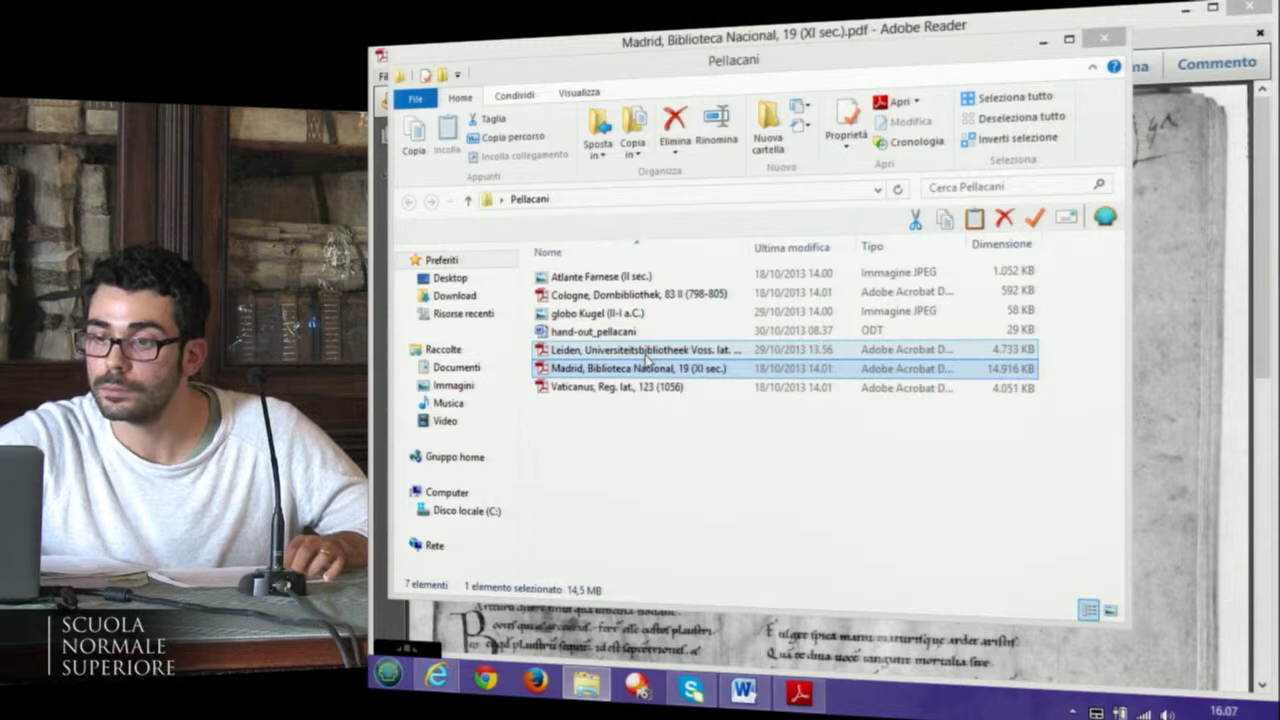 Madrid, Biblioteca Nacional, 19 (XI sec.).pdf - Adobe Reader
Pellacani
Commento
File
Home
Condividi
Visualizza
Copia
Incolla
Taglia
Copia percorso
Incolla collegamento
Appunti
Sposta in
Copia in
Elimina
Rinomina
Organizza
Nuova cartella
Nuovo
Proprietà
Apri
Modifica
Cronologia
Apri
Seleziona tutto
Deseleziona tutto
Inverti selezione
Seleziona
Pellacani
Cerca Pellacani
Nome Ultima modifica Tipo Dimensione
Atlante Farnese (II sec.) 18/10/2013 14.00 Immagine JPEG 1.052 KB
Cologne, Dombibliothek, 83 II (798-805) 18/10/2013 14.01 Adobe Acrobat D... 592 KB
globo Kugel (II-I a.C.) 29/10/2013 14.00 Immagine JPEG 58 KB
hand-out_pellacani 30/10/2013 08.37 ODT 29 KB
Leiden, Universiteitsbibliotheek Voss. lat. ... 29/10/2013 13.56 Adobe Acrobat D... 4.733 KB
Madrid, Biblioteca Nacional, 19 (XI sec.) 18/10/2013 14.01 Adobe Acrobat D... 14.916 KB
Vaticanus, Reg. lat., 123 (1056) 18/10/2013 14.01 Adobe Acrobat D... 4.051 KB
Preferiti
Desktop
Download
Risorse recenti
Raccolte
Documenti
Immagini
Musica
Video
Gruppo home
Computer
Disco locale (C:)
Rete
7 elementi 1 elemento selezionato 14,5 MB
16.07
SCUOLA
NORMALE
SUPERIORE